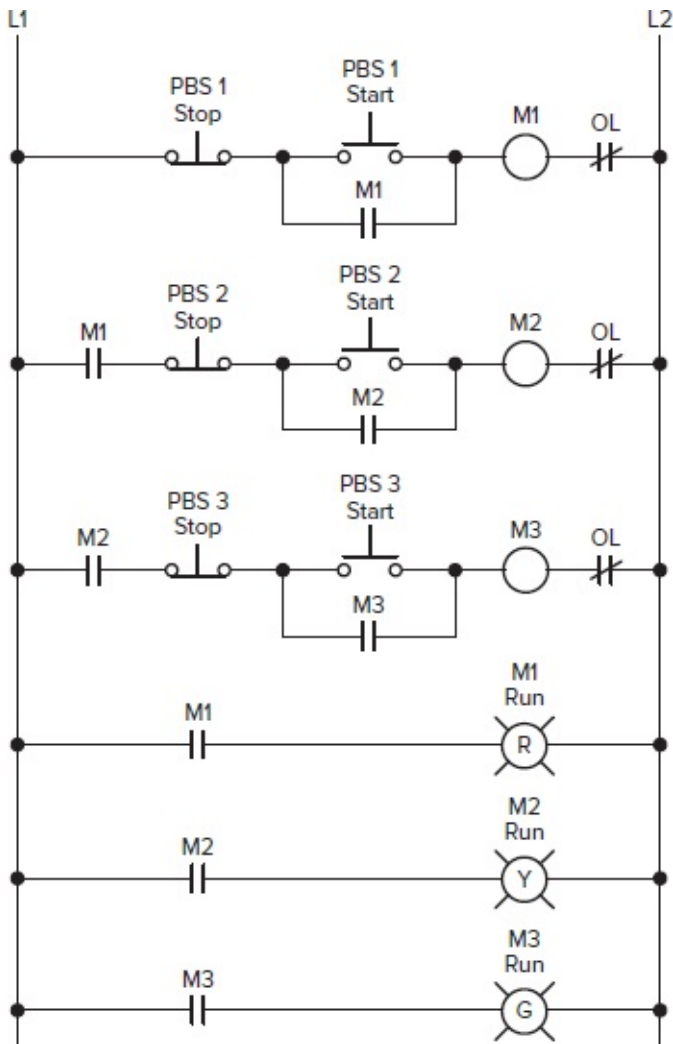 L1
L2
PBS 1
Stop
PBS 1
Start
M1
OL
M1
PBS 2
Stop
PBS 2
Start
M1
M2
OL
M2
PBS 3
Stop
PBS 3
Start
M2
M3
OL
M3
M1
M1
Run
R
M2
M2
Run
Y
M3
M3
Run
G